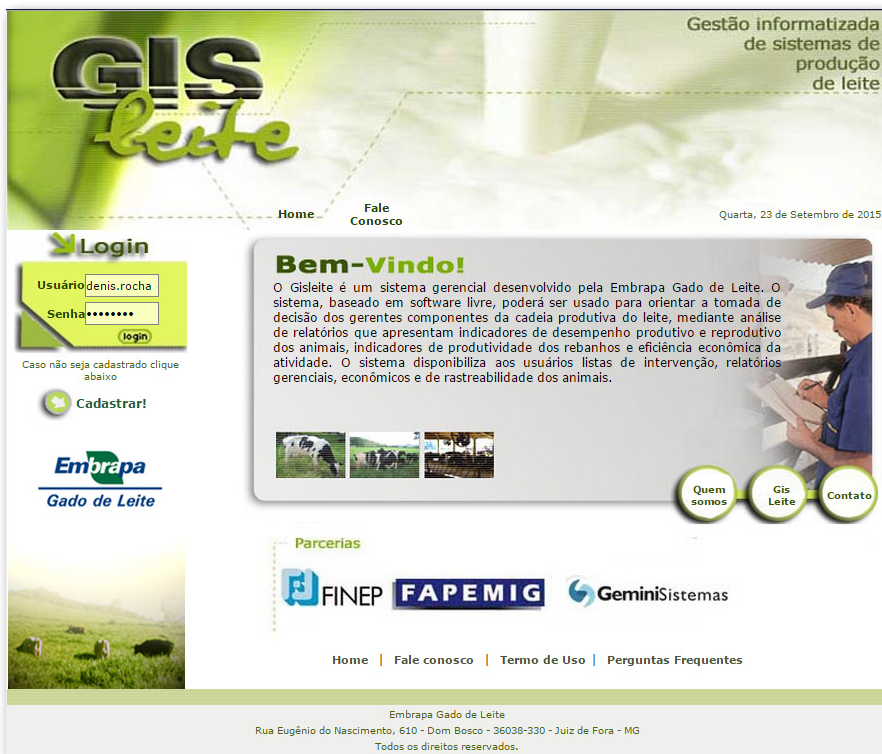 GIS
leite
Gestão informatizada
de sistemas de
produção
de leite
Home
Fale
Conosco
Quarta, 23 de Setembro de 2015
Login
Usuário denis.rocha
Senha ••••••••
login
Caso não seja cadastrado clique
abaixo
Cadastrar!
Embrapa
Gado de Leite
Bem-Vindo!
O Gisleite é um sistema gerencial desenvolvido pela Embrapa Gado de Leite. O
sistema, baseado em software livre, poderá ser usado para orientar a tomada de
decisão dos gerentes componentes da cadeia produtiva do leite, mediante análise
de relatórios que apresentam indicadores de desempenho produtivo e reprodutivo
dos animais, indicadores de produtividade dos rebanhos e eficiência econômica da
atividade. O sistema disponibiliza aos usuários listas de intervenção, relatórios
gerenciais, econômicos e de rastreabilidade dos animais.
Quem
somos
Gis
Leite
Contato
Parcerias
FINEP
FAPEMIG
GeminiSistemas
Home | Fale conosco | Termo de Uso | Perguntas Frequentes
Embrapa Gado de Leite
Rua Eugênio do Nascimento, 610 - Dom Bosco - 36038-330 - Juiz de Fora - MG
Todos os direitos reservados.